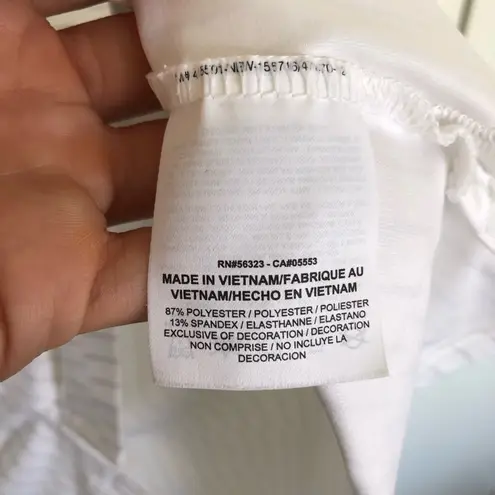 RN#56323 - CA#05553
MADE IN VIETNAM/FABRIQUE AU
VIETNAM/HECHO EN VIETNAM
87% POLYESTER / POLYESTER / POLIESTER
13% SPANDEX / ELASTHANNE / ELASTANO
EXCLUSIVE OF DECORATION / DECORATION
NON COMPRISE / NO INCLUYE LA
DECORACION